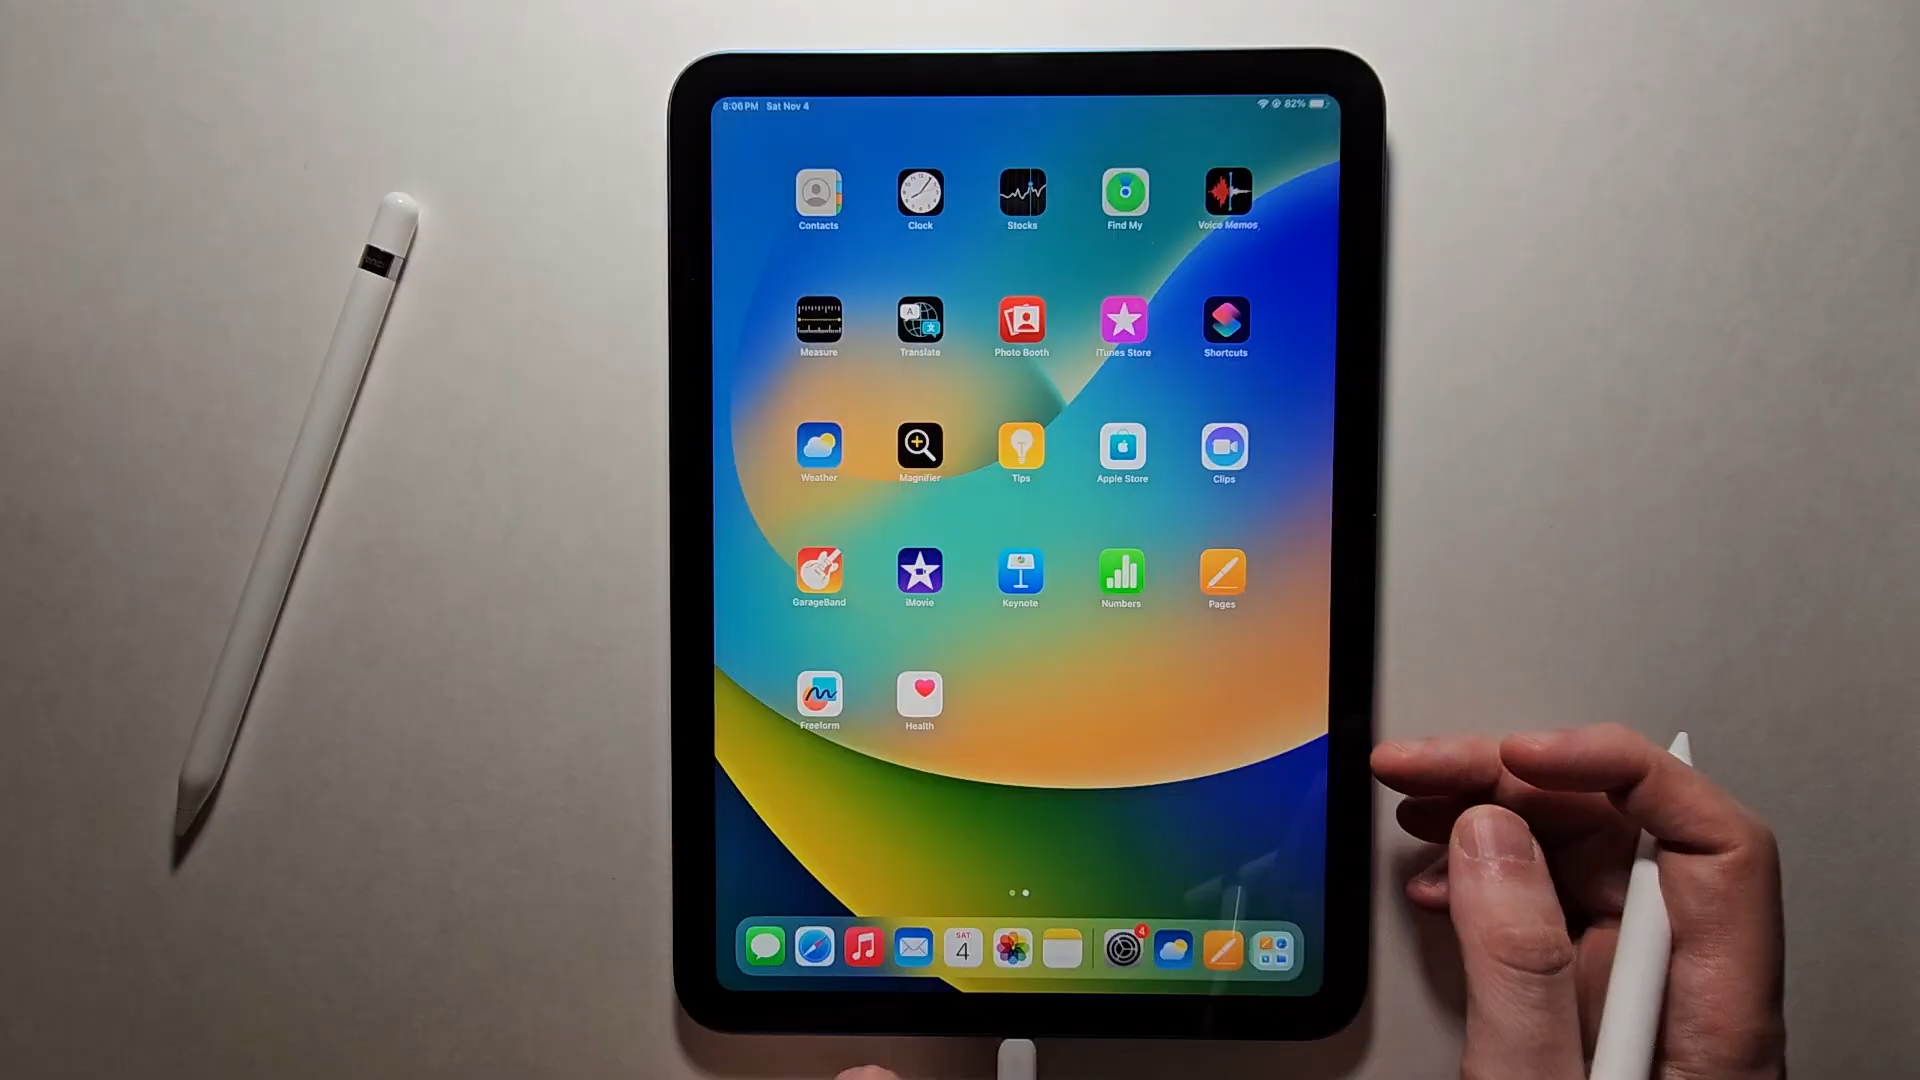 8:06 PM Sat Nov 4 82%
Contacts Clock Stocks Find My Voice Memos
Measure Translate Photo Booth iTunes Store Shortcuts
Weather Magnifier Tips Apple Store Clips
GarageBand iMovie Keynote Numbers Pages
Freeform Health
SAT 4
4